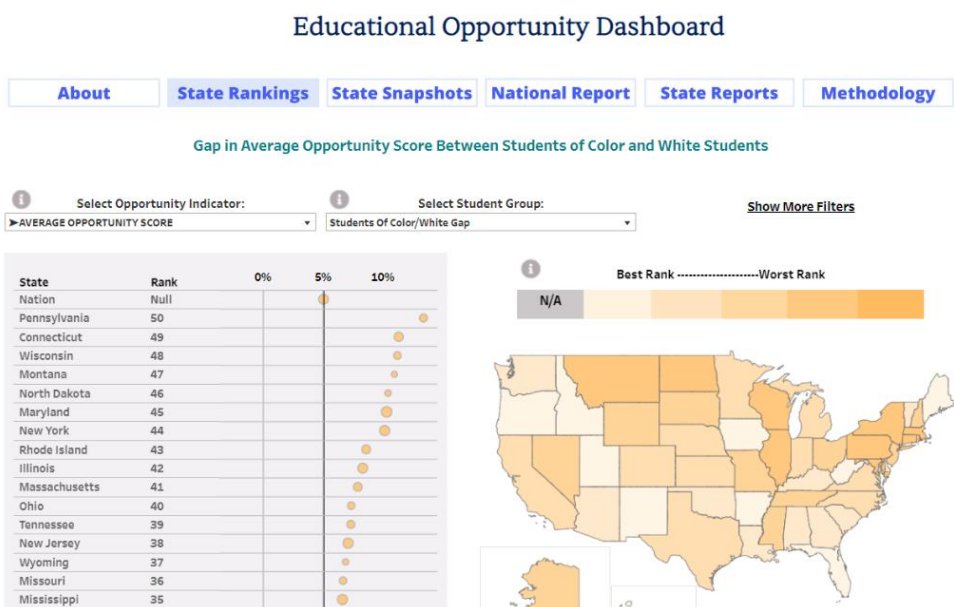 Educational Opportunity Dashboard
About State Rankings State Snapshots National Report State Reports Methodology
Gap in Average Opportunity Score Between Students of Color and White Students
i Select Opportunity Indicator: i Select Student Group: Show More Filters
➤AVERAGE OPPORTUNITY SCORE Students Of Color/White Gap
State Rank 0% 5% 10%
Nation Null
Pennsylvania 50
Connecticut 49
Wisconsin 48
Montana 47
North Dakota 46
Maryland 45
New York 44
Rhode Island 43
Illinois 42
Massachusetts 41
Ohio 40
Tennessee 39
New Jersey 38
Wyoming 37
Missouri 36
Mississippi 35
i Best Rank ---------------------Worst Rank
N/A